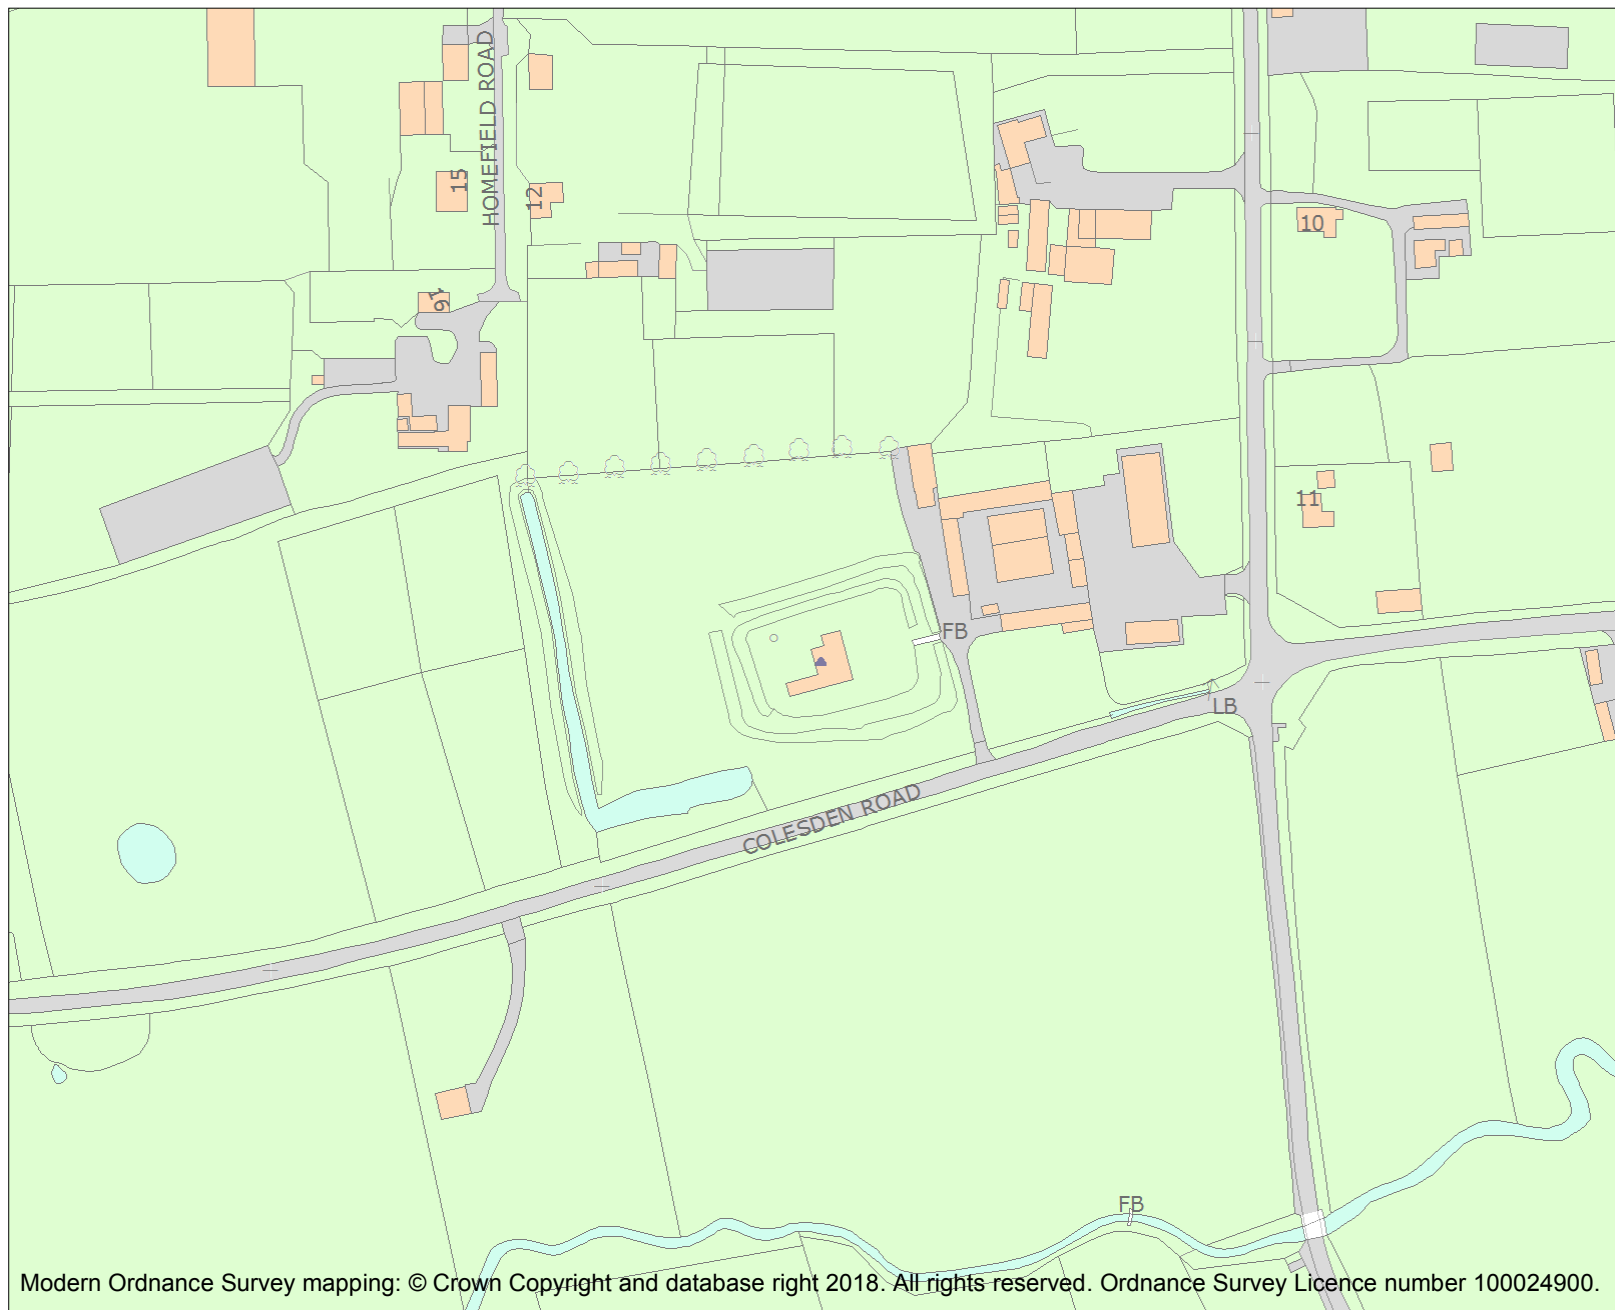 HOMEFIELD ROAD
15
12
10
16
11
FB
LB
COLESDEN ROAD
FB
Modern Ordnance Survey mapping: © Crown Copyright and database right 2018. All rights reserved. Ordnance Survey Licence number 100024900.